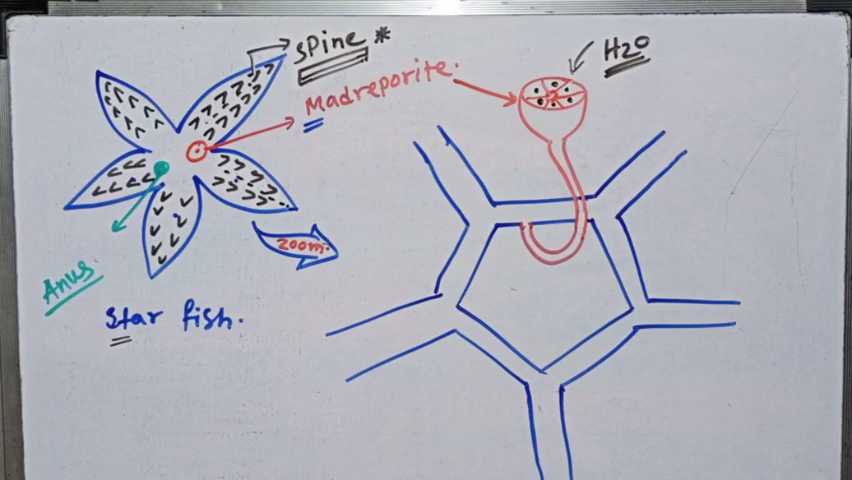 spine *
H2O
Madreporite.
zoom.
Anus
Star fish.